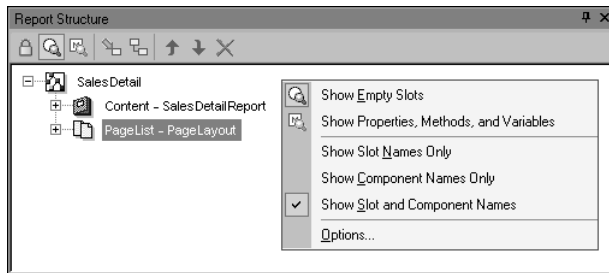 Report Structure
SalesDetail
Content - SalesDetailReport
PageList - PageLayout
Show Empty Slots
Show Properties, Methods, and Variables
Show Slot Names Only
Show Component Names Only
Show Slot and Component Names
Options...